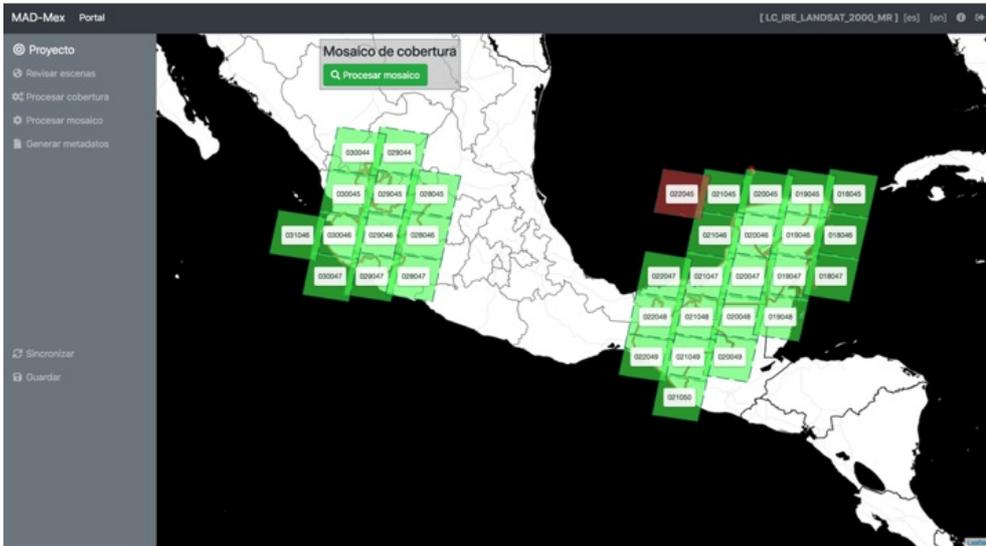 MAD-Mex Portal [ LC_IRE_LANDSAT_2000_MR ] [es] [en]
Proyecto
Revisar escenas
Procesar cobertura
Procesar mosaico
Generar metadatos
Sincronizar
Guardar
Mosaico de cobertura
Procesar mosaico
030044 029044
030045 029045 028045
031046 030046 029046 028046
030047 029047 028047
022045 021045 020045 019045 018045
021046 020046 019046 018046
022047 021047 020047 019047 018047
022048 021048 020048 019048
022049 021049 020049
021050
Leaflet